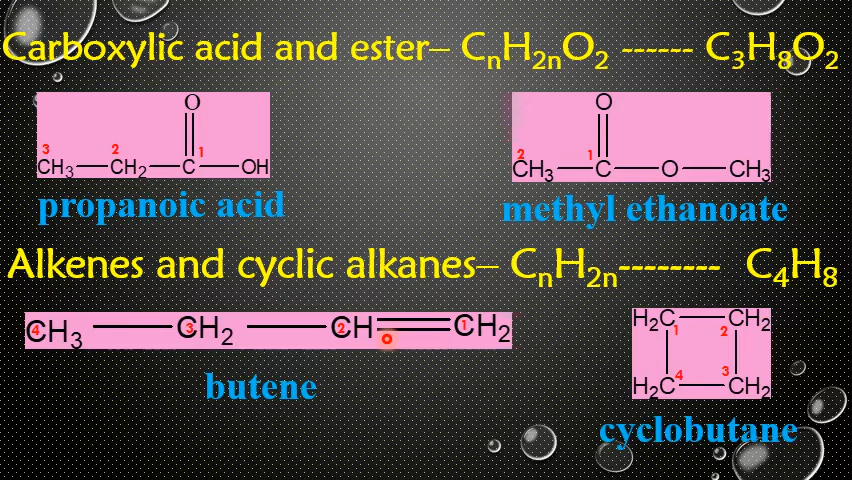 Carboxylic acid and ester– CnH2nO2 ------ C3H8O2
O O
3 2 1 2 1
CH3—CH2—C—OH CH3—C—O—CH3
propanoic acid methyl ethanoate
Alkenes and cyclic alkanes– CnH2n-------- C4H8
4 3 2 1
CH3—CH2—CH=CH2
H2C—CH2
1 2
4 3
H2C—CH2
butene
cyclobutane